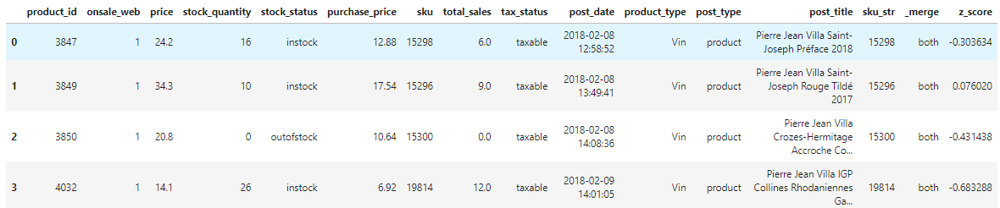 product_id onsale_web price stock_quantity stock_status purchase_price sku total_sales tax_status post_date product_type post_type post_title sku_str _merge z_score
0 3847 1 24.2 16 instock 12.88 15298 6.0 taxable 2018-02-08 12:58:52 Vin product Pierre Jean Villa Saint-Joseph Préface 2018 15298 both -0.303634
1 3849 1 34.3 10 instock 17.54 15296 9.0 taxable 2018-02-08 13:49:41 Vin product Pierre Jean Villa Saint-Joseph Rouge Tildé 2017 15296 both 0.076020
2 3850 1 20.8 0 outofstock 10.64 15300 0.0 taxable 2018-02-08 14:08:36 Vin product Pierre Jean Villa Crozes-Hermitage Accroche Co... 15300 both -0.431438
3 4032 1 14.1 26 instock 6.92 19814 12.0 taxable 2018-02-09 14:01:05 Vin product Pierre Jean Villa IGP Collines Rhodaniennes Ga... 19814 both -0.683288